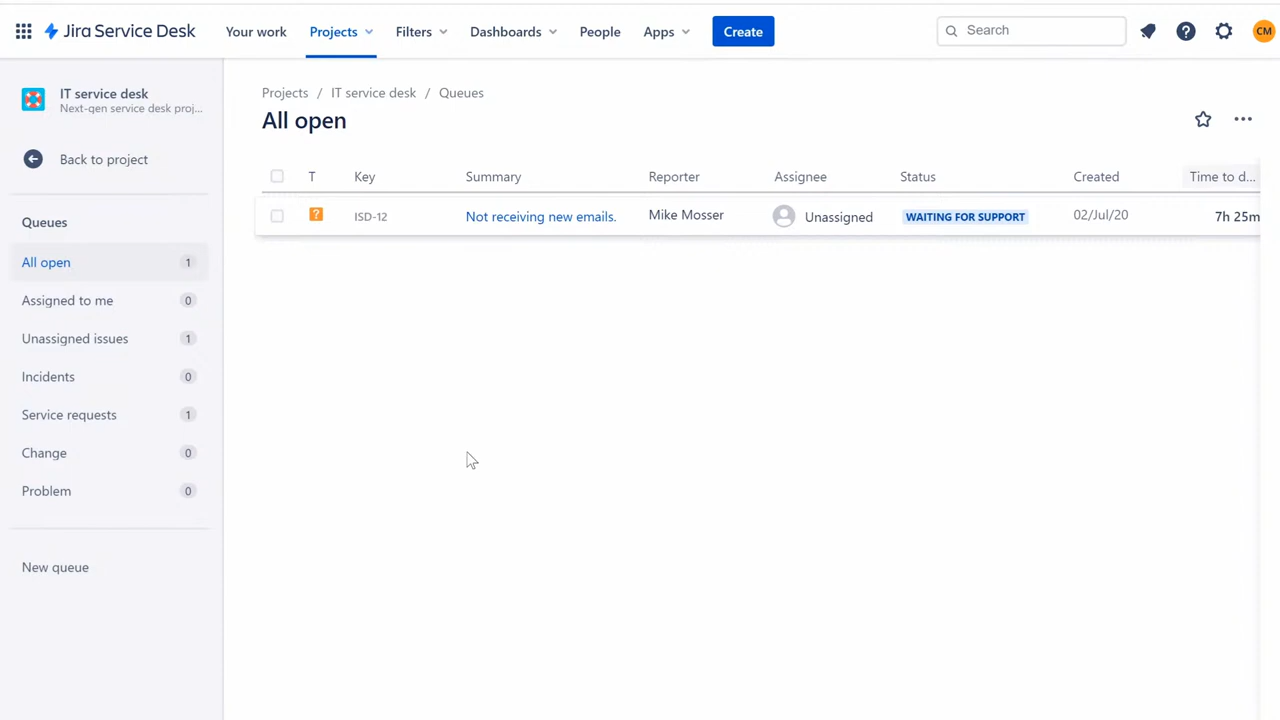 Jira Service Desk Your work Projects Filters Dashboards People Apps Create Search CM
IT service desk
Next-gen service desk proj...
Back to project
Queues
All open 1
Assigned to me 0
Unassigned issues 1
Incidents 0
Service requests 1
Change 0
Problem 0
New queue
Projects / IT service desk / Queues
All open
T Key Summary Reporter Assignee Status Created Time to d...
? ISD-12 Not receiving new emails. Mike Mosser Unassigned WAITING FOR SUPPORT 02/Jul/20 7h 25m